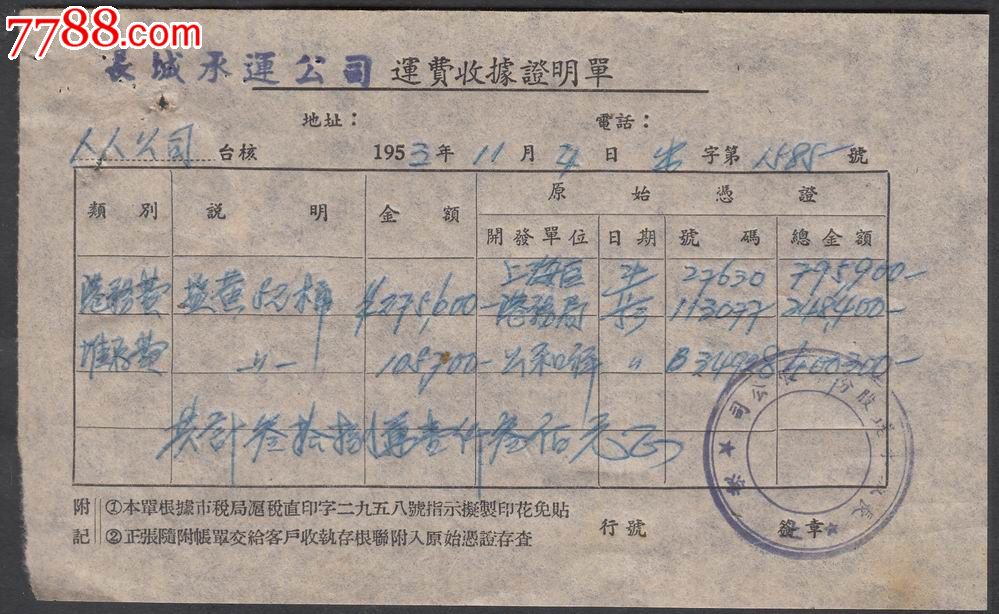 7788.com
長城承運公司 運費收據證明單
地址： 電話：
人人公司 台核 1953年 11月 4日 字第 1585 號
類別 說明 金額 原始憑證
開發單位 日期 號碼 總金額
港務費 ¥275,600- 上海區 27630 795900-
港務局 113077
堆存費 〃 105,700- 公和祥 〃 B34928
共計叁拾捌萬壹仟叁佰元正
附記 ①本單根據市稅局滬稅直印字二九五八號指示擬製印花免貼
②正張隨附帳單交給客戶收執存根聯附入原始憑證存查
行號 簽章